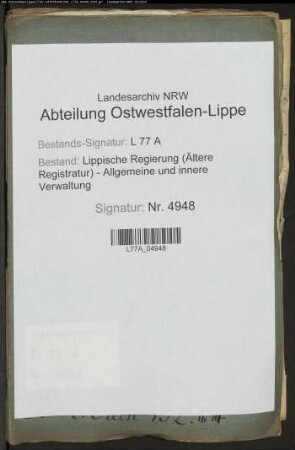 Landesarchiv NRW
Abteilung Ostwestfalen-Lippe
Bestands-Signatur: L 77 A
Bestand: Lippische Regierung (Ältere
Registratur) - Allgemeine und innere
Verwaltung
Signatur: Nr. 4948
L77A_04948